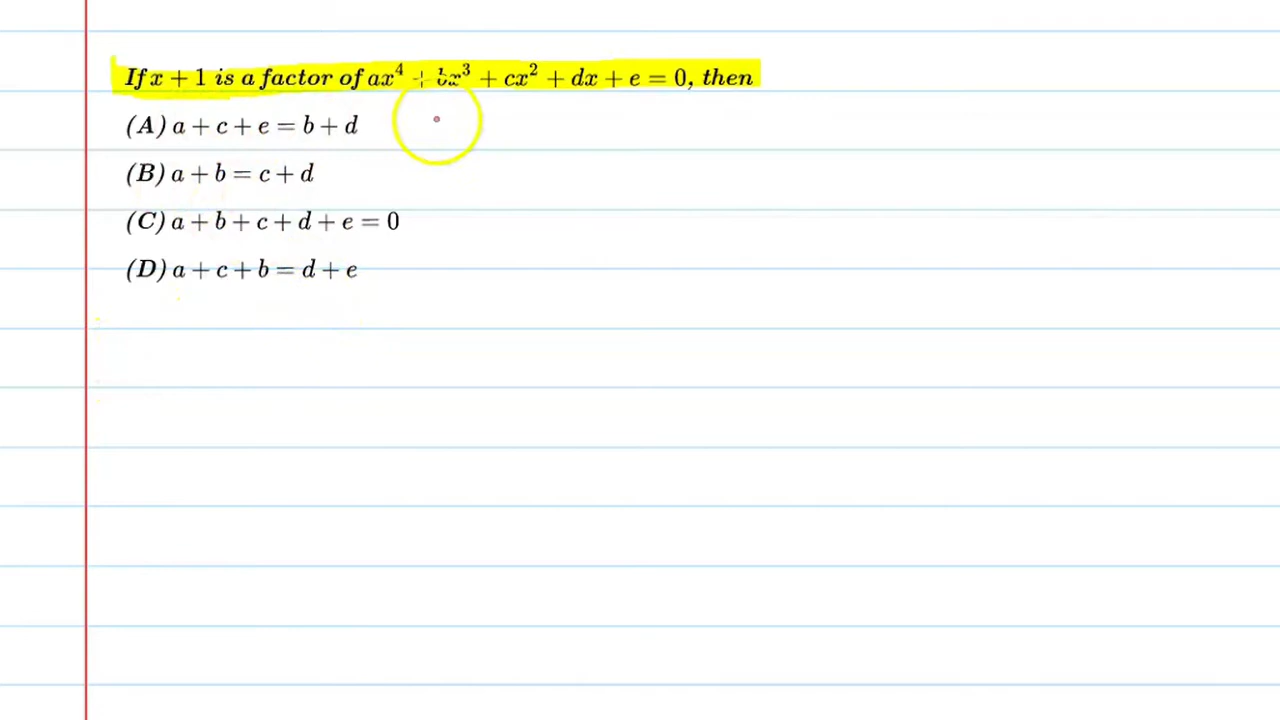 If x + 1 is a factor of ax⁴ + bx³ + cx² + dx + e = 0, then
(A) a + c + e = b + d
(B) a + b = c + d
(C) a + b + c + d + e = 0
(D) a + c + b = d + e